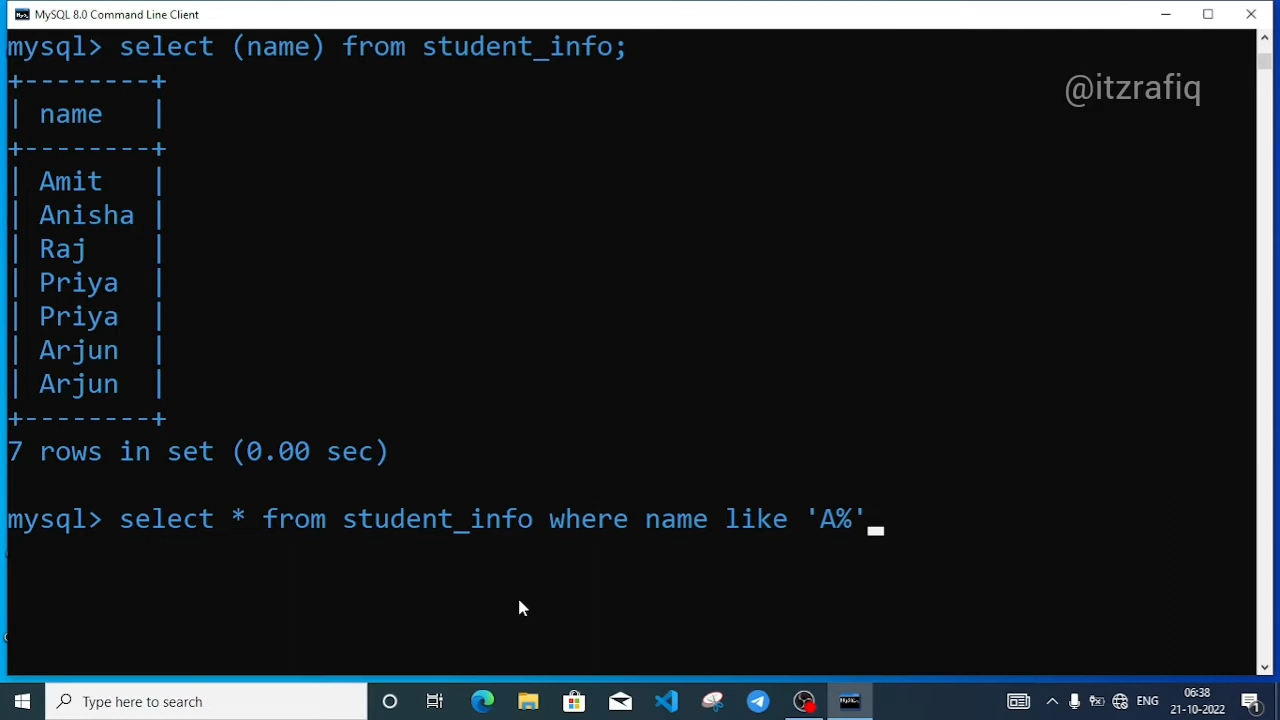 MySQL 8.0 Command Line Client
mysql> select (name) from student_info;
@itzrafiq
+--------+
| name   |
+--------+
| Amit   |
| Anisha |
| Raj    |
| Priya  |
| Priya  |
| Arjun  |
| Arjun  |
+--------+
7 rows in set (0.00 sec)
mysql> select * from student_info where name like 'A%'
Type here to search
ENG
06:38
21-10-2022
1